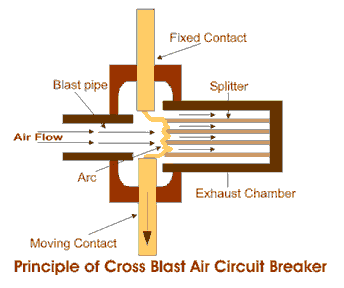 Fixed Contact
Blast pipe
Splitter
Air Flow
Arc
Exhaust Chamber
Moving Contact
Principle of Cross Blast Air Circuit Breaker